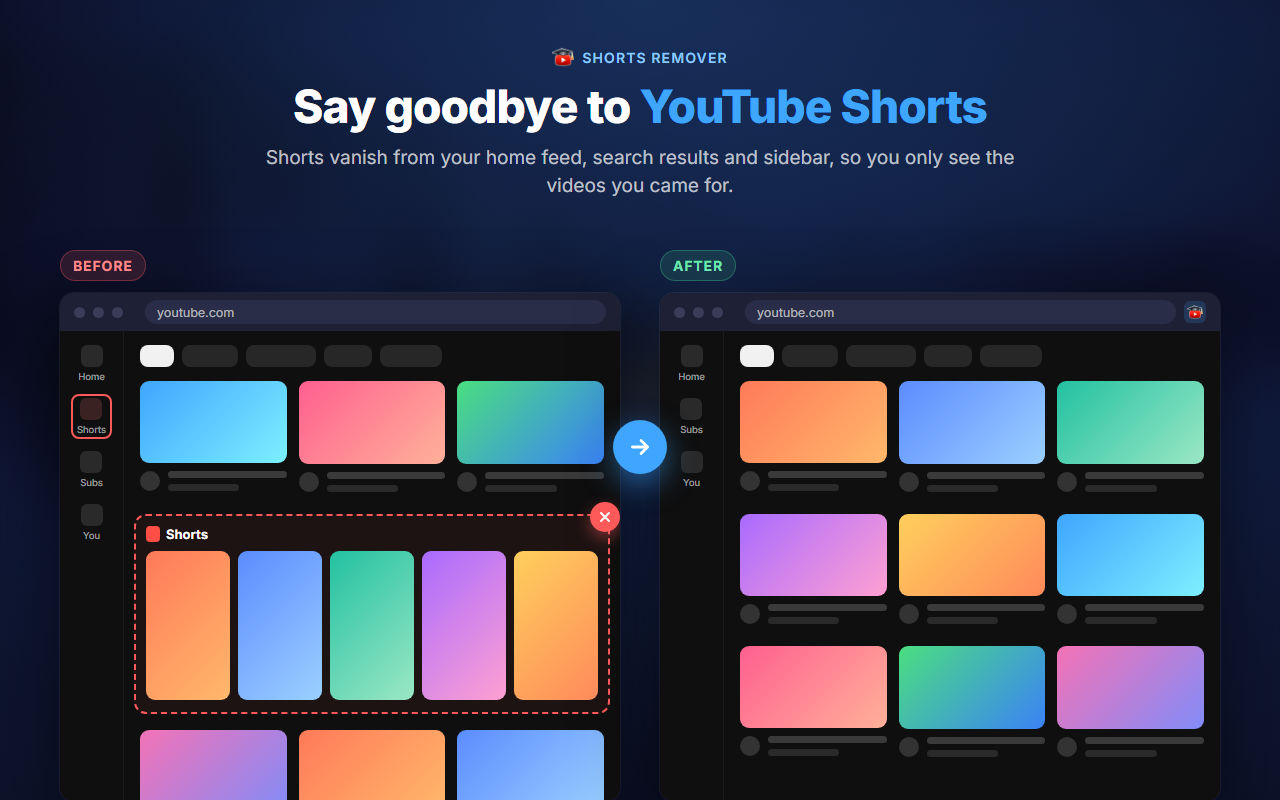 SHORTS REMOVER
Say goodbye to YouTube Shorts
Shorts vanish from your home feed, search results and sidebar, so you only see the
videos you came for.
BEFORE
youtube.com
Home
Shorts
Subs
You
Shorts
AFTER
youtube.com
Home
Subs
You